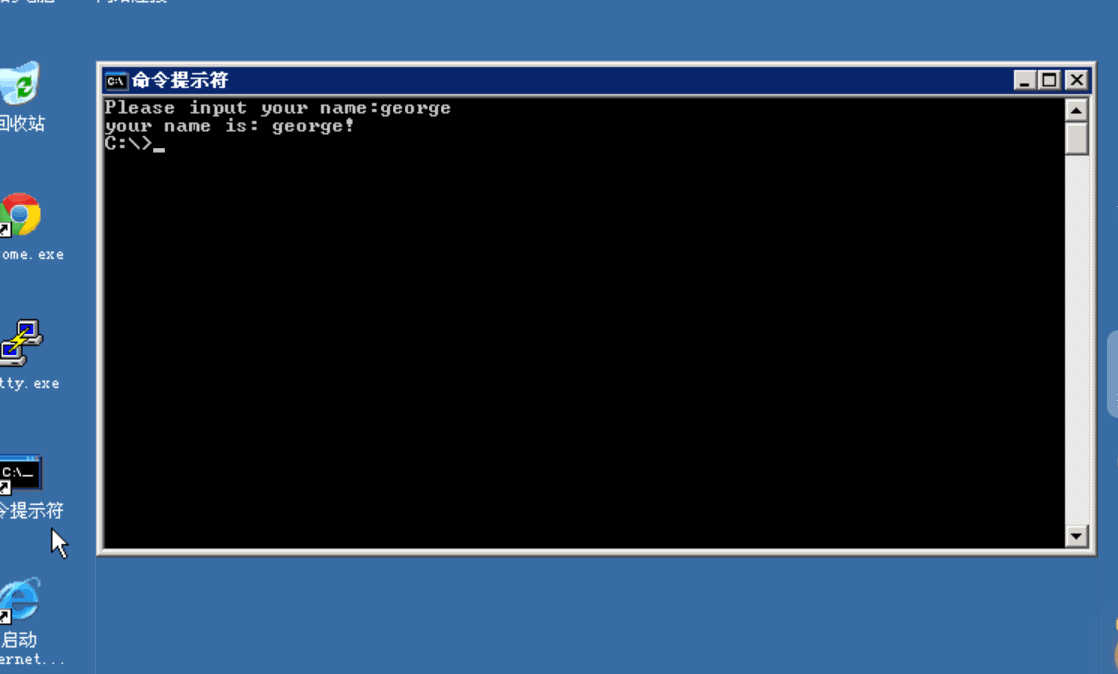 回收站
ome.exe
tty.exe
C:\_
令提示符
启动
ernet...
命令提示符
Please input your name:george
your name is: george!
C:\>_